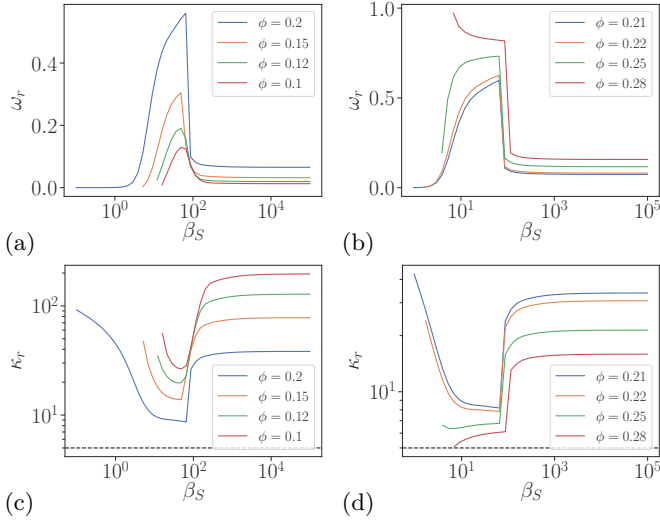 ω_r
0.4
0.2
0.0
10^0
10^2
10^4
β_S
ϕ = 0.2
ϕ = 0.15
ϕ = 0.12
ϕ = 0.1
(a)
ω_r
1.0
0.5
0.0
10^1
10^3
10^5
β_S
ϕ = 0.21
ϕ = 0.22
ϕ = 0.25
ϕ = 0.28
(b)
κ_r
10^2
10^1
10^0
10^2
10^4
β_S
ϕ = 0.2
ϕ = 0.15
ϕ = 0.12
ϕ = 0.1
(c)
κ_r
10^1
10^1
10^3
10^5
β_S
ϕ = 0.21
ϕ = 0.22
ϕ = 0.25
ϕ = 0.28
(d)